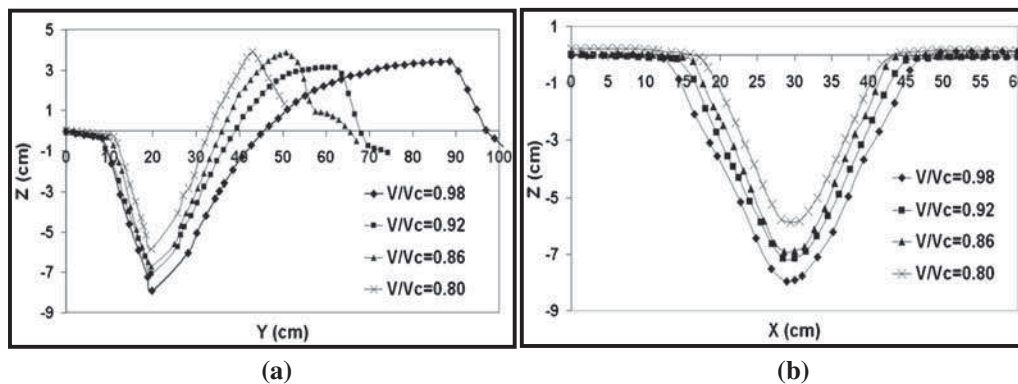 5
3
1
-1
-3
-5
-7
-9
Z (cm)
0 10 20 30 40 50 60 70 80 90 100
V/Vc=0.98
V/Vc=0.92
V/Vc=0.86
V/Vc=0.80
Y (cm)
(a)
1
-1
-3
-5
-7
-9
Z (cm)
0 5 10 15 20 25 30 35 40 45 50 55 60
V/Vc=0.98
V/Vc=0.92
V/Vc=0.86
V/Vc=0.80
X (cm)
(b)